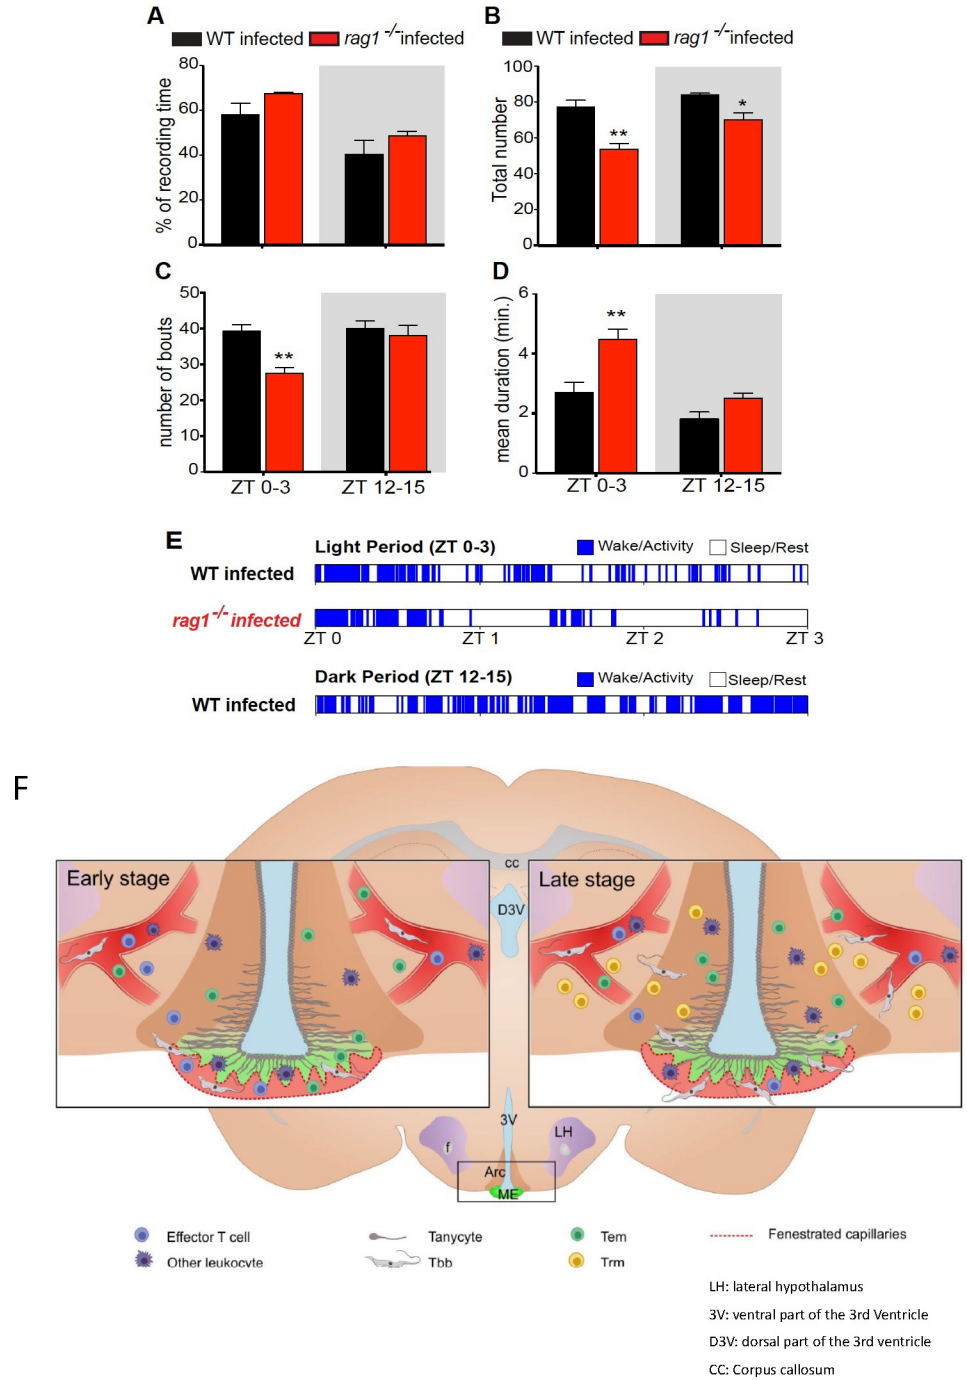 A
B
WT infected rag1 -/- infected
WT infected rag1 -/- infected
% of recording time
80
60
40
20
0
Total number
100
80
60
40
20
0
**
*
C
D
number of bouts
50
40
30
20
10
0
**
ZT 0-3 ZT 12-15
mean duration (min.)
6
4
2
0
**
ZT 0-3 ZT 12-15
E
Light Period (ZT 0-3) Wake/Activity Sleep/Rest
WT infected
rag1 -/- infected
ZT 0 ZT 1 ZT 2 ZT 3
Dark Period (ZT 12-15) Wake/Activity Sleep/Rest
WT infected
F
Early stage
Late stage
cc
D3V
3V
LH
f
Arc
ME
Effector T cell Tanycyte Tem Fenestrated capillaries
Other leukocyte Tbb Trm
LH: lateral hypothalamus
3V: ventral part of the 3rd Ventricle
D3V: dorsal part of the 3rd ventricle
CC: Corpus callosum